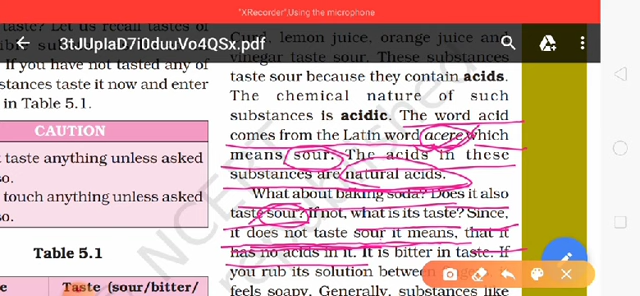 "XRecorder",Using the microphone
taste? Let us recall tastes of
3tJUplaD7i0duuVo4QSx.pdf
If you have not tasted any of
stances taste it now and enter
in Table 5.1.
CAUTION
t taste anything unless asked
so.
touch anything unless asked
so.
Table 5.1
Taste (sour/bitter/
Curd, lemon juice, orange juice and
vinegar taste sour. These substances
taste sour because they contain acids.
The chemical nature of such
substances is acidic. The word acid
comes from the Latin word acere which
means sour. The acids in these
substances are natural acids.
What about baking soda? Does it also
taste sour? If not, what is its taste? Since,
it does not taste sour it means, that it
has no acids in it. It is bitter in taste. If
you rub its solution between
feels soapy. Generally, substances like